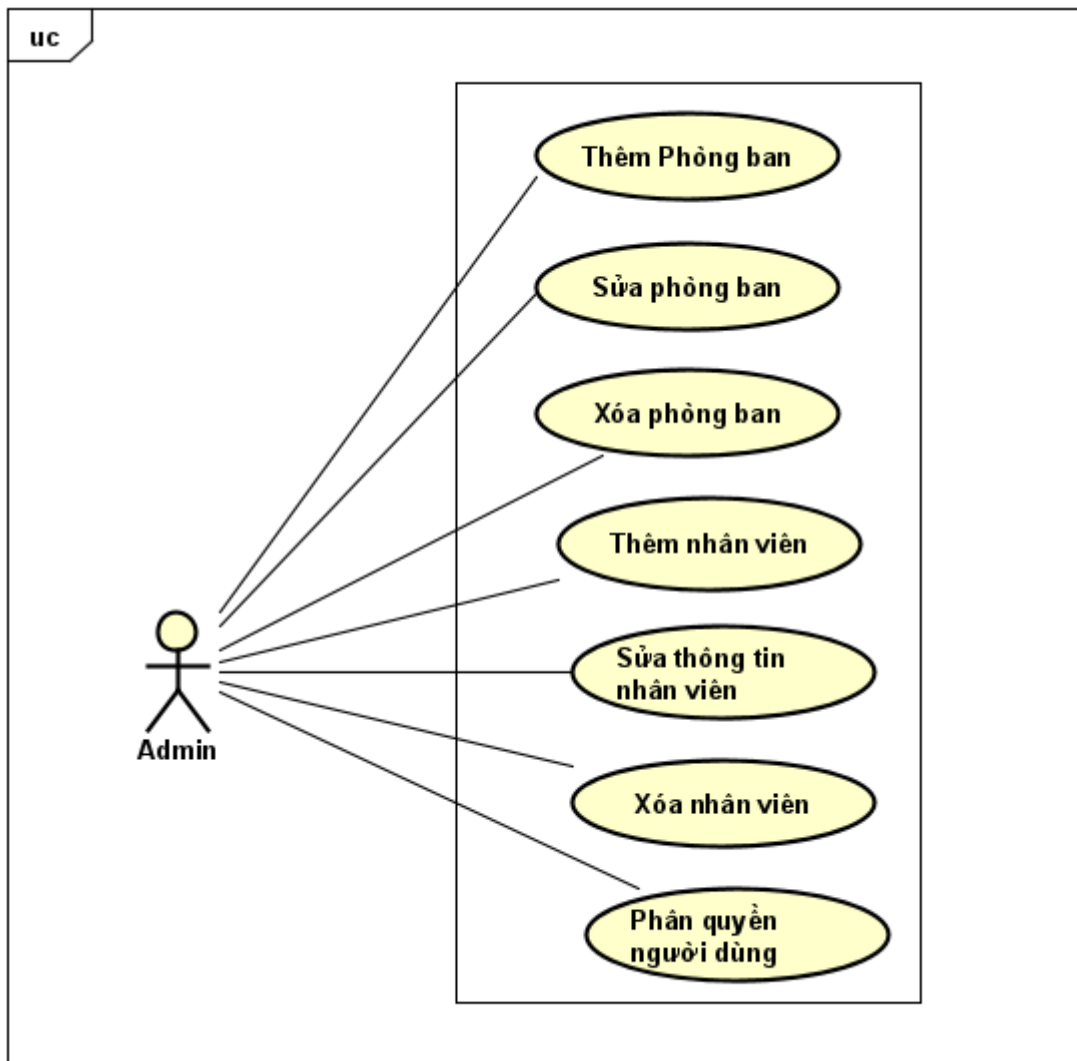 uc
Thêm Phòng ban
Sửa phòng ban
Xóa phòng ban
Thêm nhân viên
Sửa thông tin
nhân viên
Admin
Xóa nhân viên
Phân quyền
người dùng